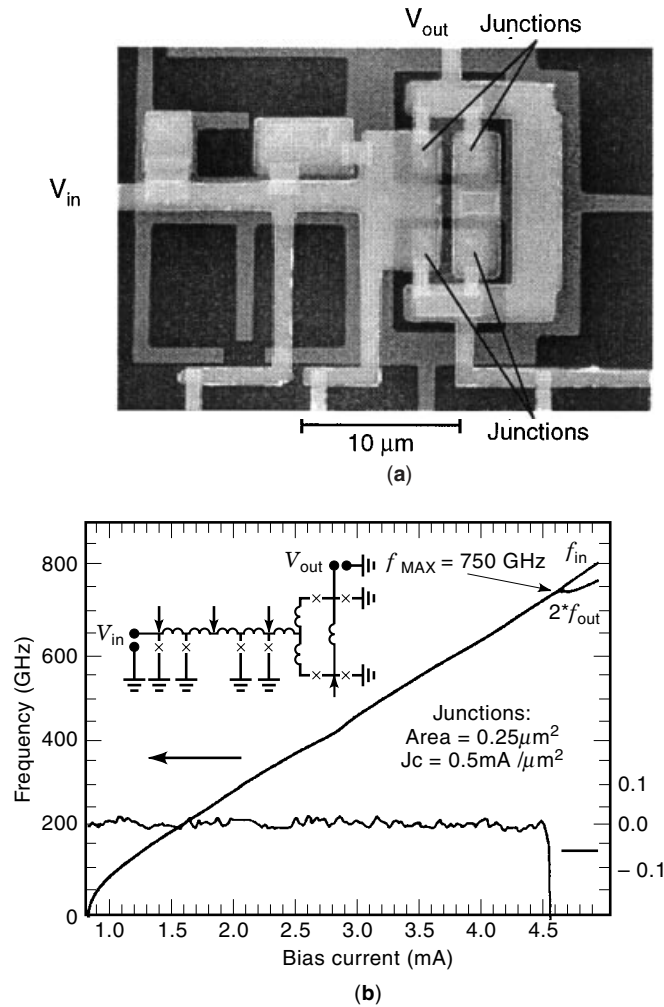 V_out Junctions
V_in
Junctions
10 μm
(a)
800
600
400
200
0
Frequency (GHz)
V_out
f_MAX = 750 GHz
f_in
2*f_out
V_in
Junctions:
Area = 0.25μm²
Jc = 0.5mA /μm²
0.1
0.0
– 0.1
1.0 1.5 2.0 2.5 3.0 3.5 4.0 4.5
Bias current (mA)
(b)